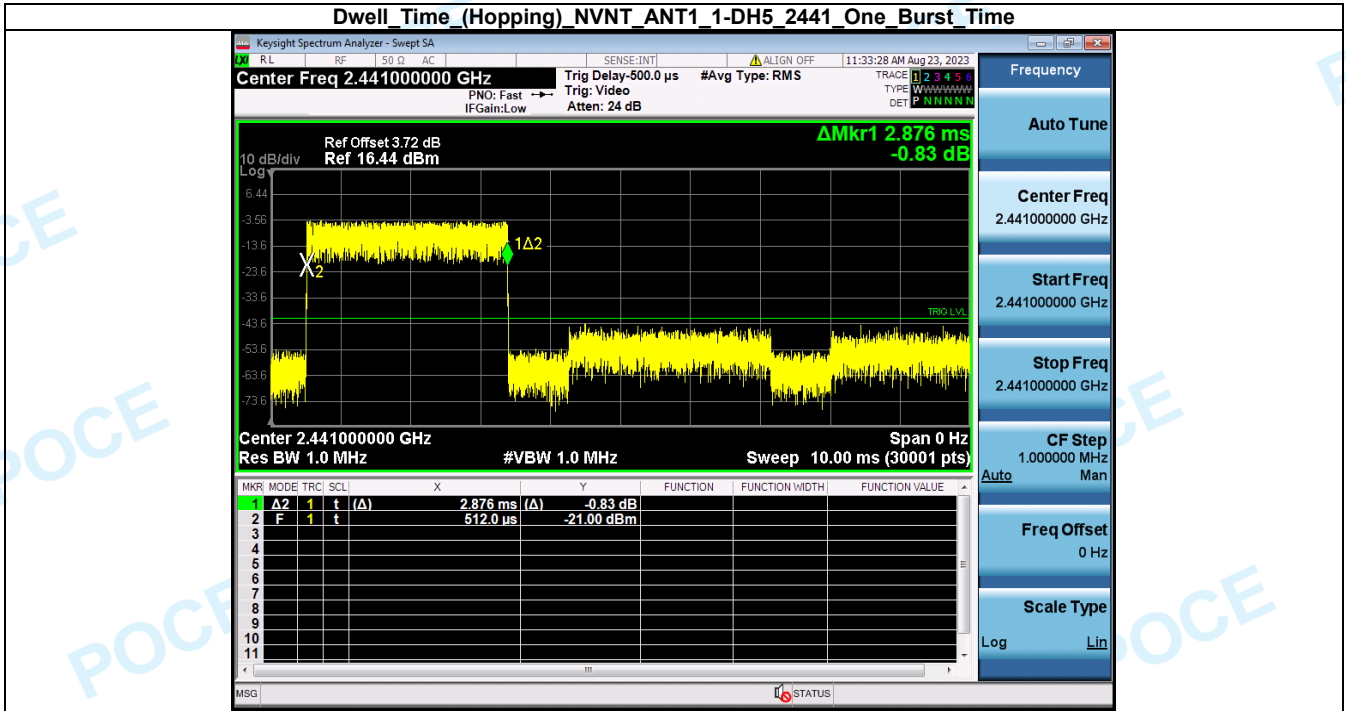 Dwell_Time_(Hopping)_NVNT_ANT1_1-DH5_2441_One_Burst_Time
Keysight Spectrum Analyzer - Swept SA
LXI RL RF 50 Ω AC SENSE:INT ALIGN OFF 11:33:28 AM Aug 23, 2023
Center Freq 2.441000000 GHz
PNO: Fast
IFGain:Low
Trig Delay-500.0 µs
Trig: Video
Atten: 24 dB
#Avg Type: RMS
TRACE 1 2 3 4 5 6
TYPE WWWWWW
DET P N N N N N
Frequency
Auto Tune
Center Freq
2.441000000 GHz
Start Freq
2.441000000 GHz
Stop Freq
2.441000000 GHz
CF Step
1.000000 MHz
Auto Man
Freq Offset
0 Hz
Scale Type
Log Lin
ΔMkr1 2.876 ms
-0.83 dB
Ref Offset 3.72 dB
10 dB/div Ref 16.44 dBm
Log
6.44
-3.56
-13.6
-23.6
-33.6
-43.6
-53.6
-63.6
-73.6
1Δ2
2
TRIG LVL
Center 2.441000000 GHz Span 0 Hz
Res BW 1.0 MHz #VBW 1.0 MHz Sweep 10.00 ms (30001 pts)
MKR MODE TRC SCL X Y FUNCTION FUNCTION WIDTH FUNCTION VALUE
1 Δ2 1 t (Δ) 2.876 ms (Δ) -0.83 dB
2 F 1 t 512.0 µs -21.00 dBm
3
4
5
6
7
8
9
10
11
MSG STATUS
POCE
POCE
POCE
POCE